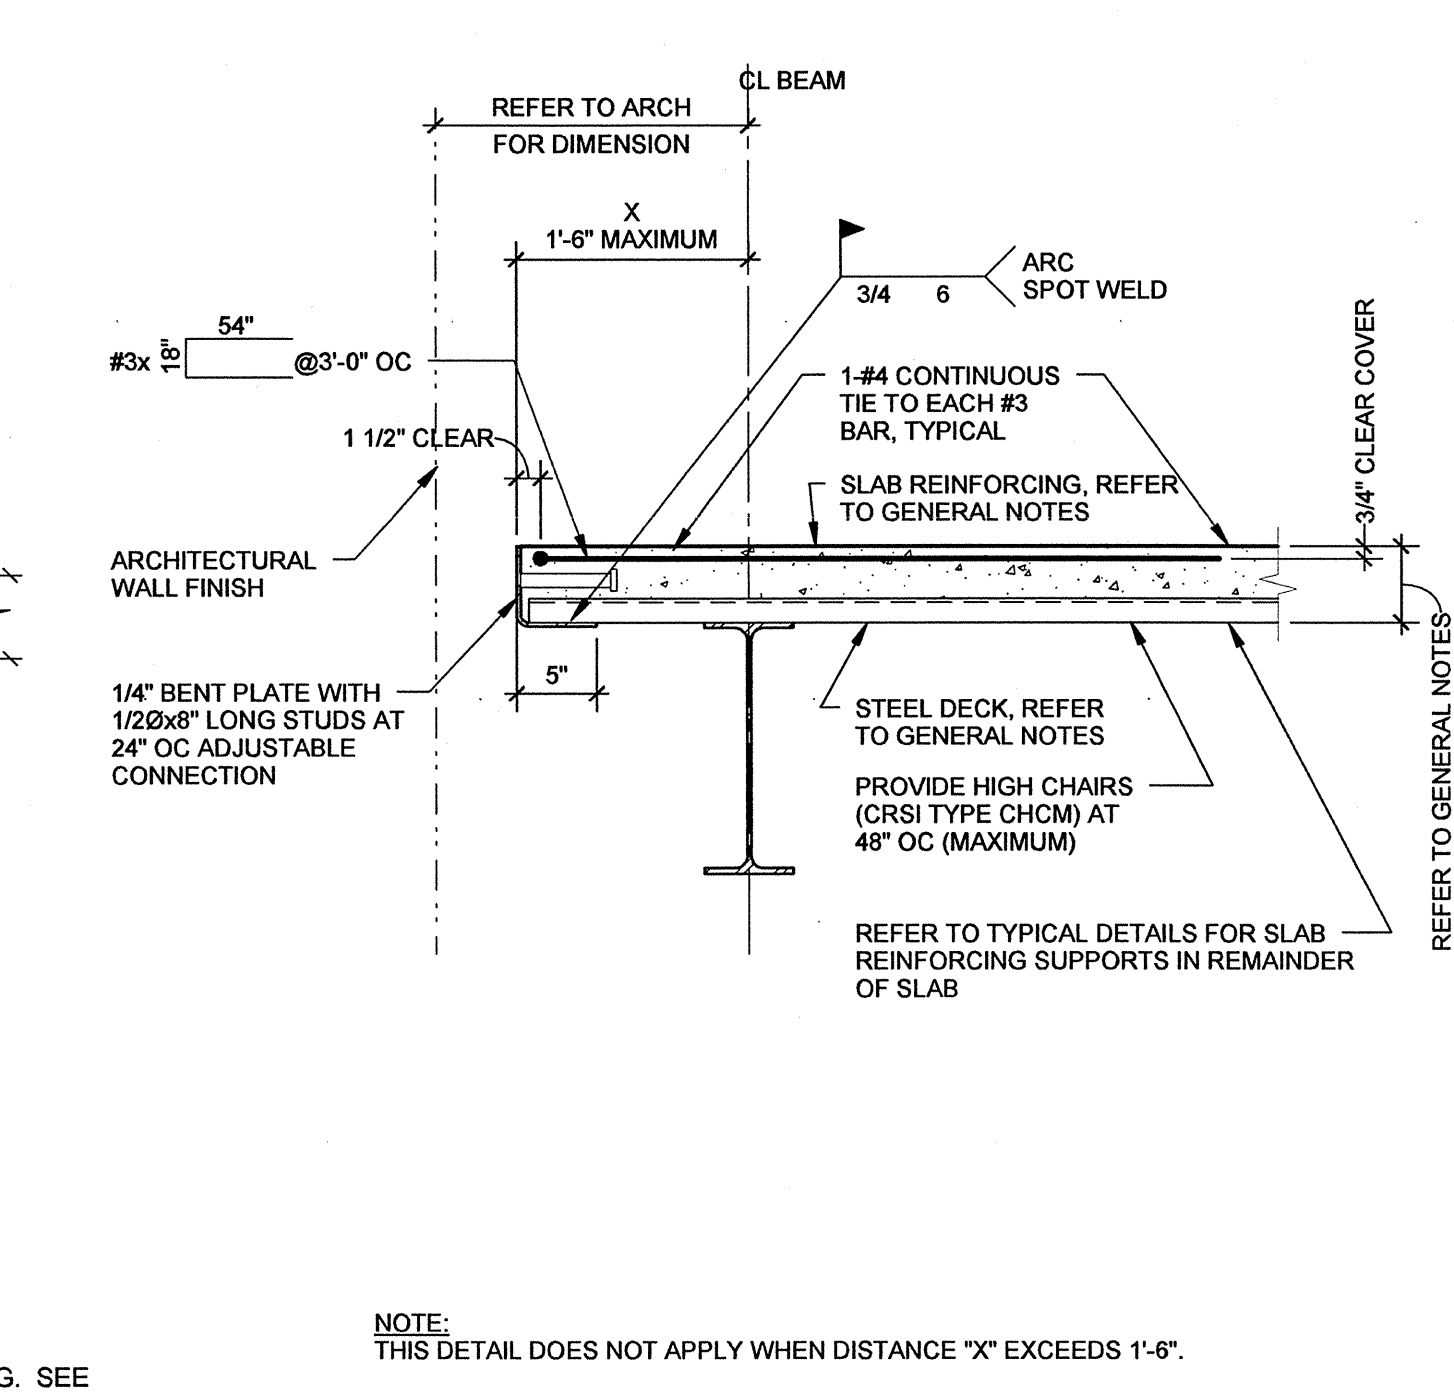 CL BEAM
REFER TO ARCH
FOR DIMENSION
X
1'-6" MAXIMUM
3/4 6
ARC
SPOT WELD
54"
#3x 18" @3'-0" OC
1 1/2" CLEAR
1-#4 CONTINUOUS
TIE TO EACH #3
BAR, TYPICAL
3/4" CLEAR COVER
SLAB REINFORCING, REFER
TO GENERAL NOTES
ARCHITECTURAL
WALL FINISH
5"
1/4" BENT PLATE WITH
1/2Øx8" LONG STUDS AT
24" OC ADJUSTABLE
CONNECTION
STEEL DECK, REFER
TO GENERAL NOTES
PROVIDE HIGH CHAIRS
(CRSI TYPE CHCM) AT
48" OC (MAXIMUM)
REFER TO GENERAL NOTES
REFER TO TYPICAL DETAILS FOR SLAB
REINFORCING SUPPORTS IN REMAINDER
OF SLAB
NOTE:
THIS DETAIL DOES NOT APPLY WHEN DISTANCE "X" EXCEEDS 1'-6".
G. SEE